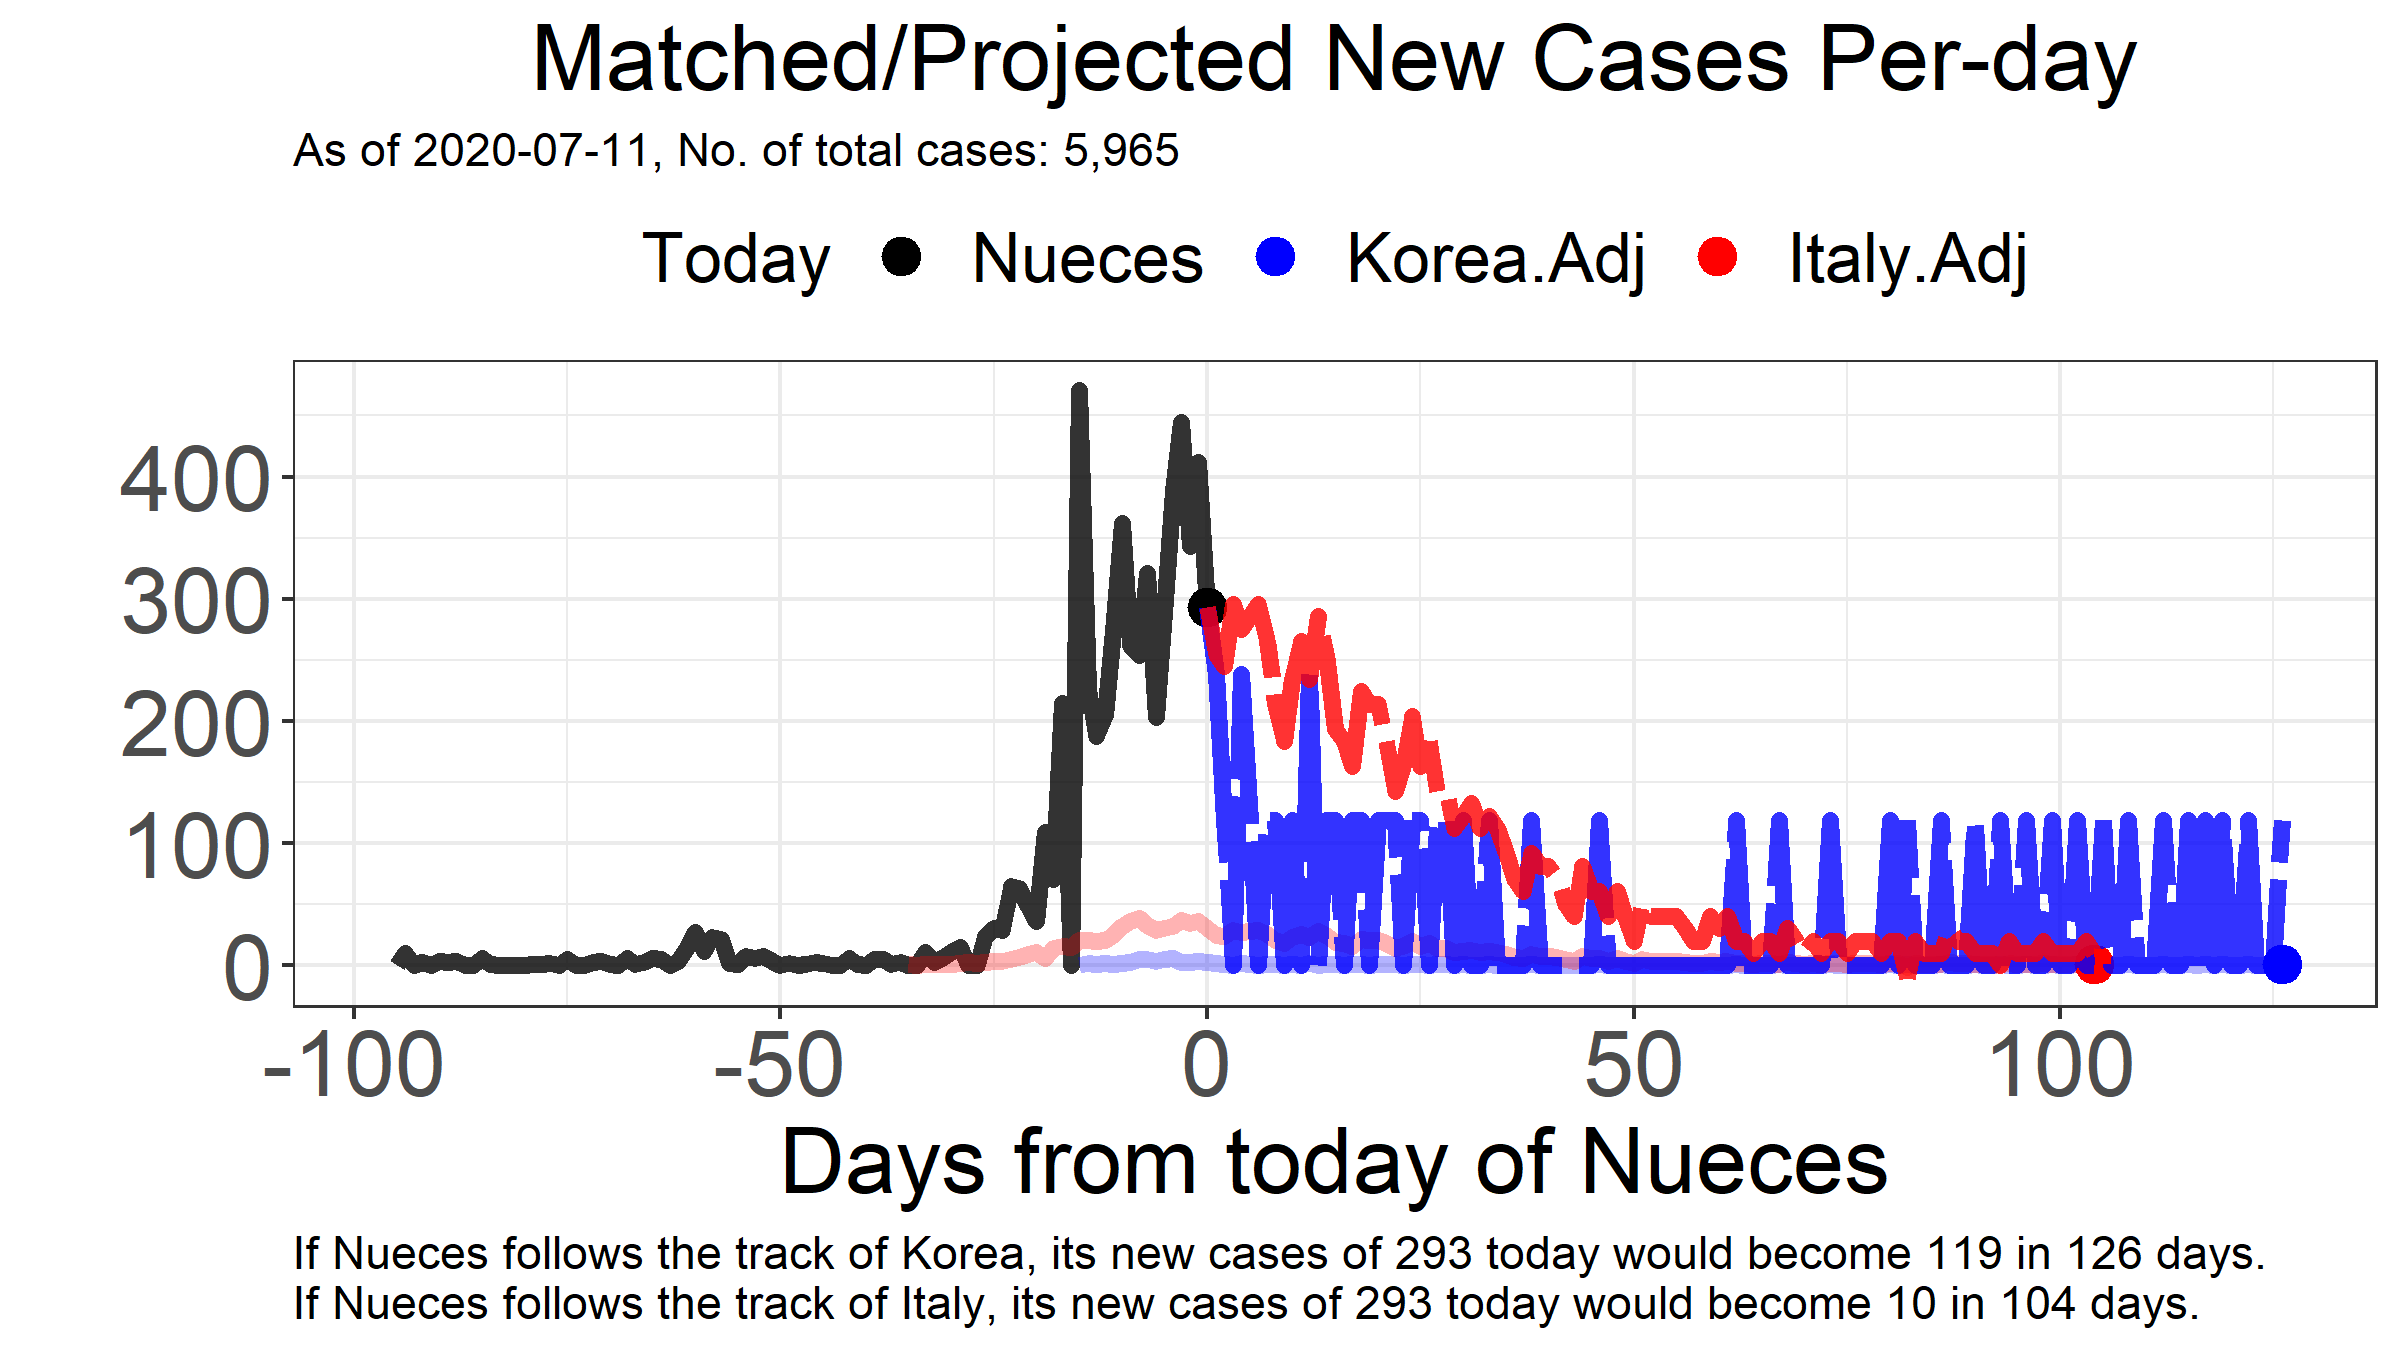 Matched/Projected New Cases Per-day
As of 2020-07-11, No. of total cases: 5,965
Today Nueces Korea.Adj Italy.Adj
400
300
200
100
0
-100 -50 0 50 100
Days from today of Nueces
If Nueces follows the track of Korea, its new cases of 293 today would become 119 in 126 days.
If Nueces follows the track of Italy, its new cases of 293 today would become 10 in 104 days.